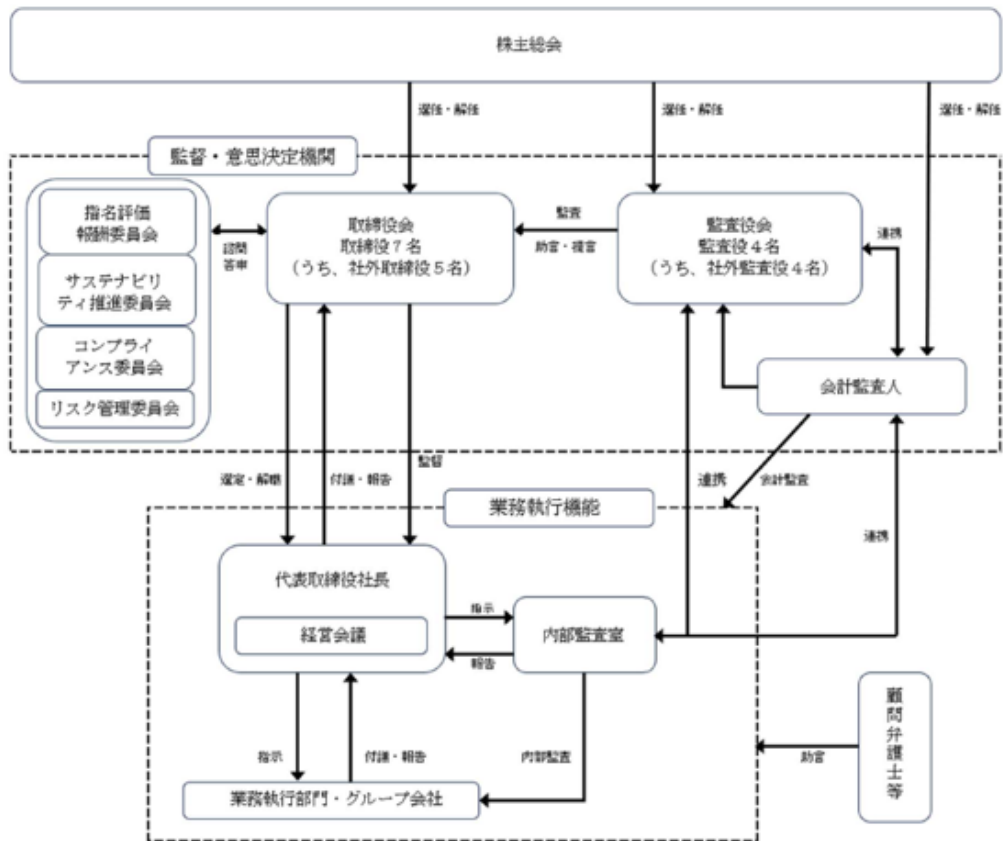 株主総会
選任・解任
選任・解任
選任・解任
監督・意思決定機関
指名評価
報酬委員会
サステナビリ
ティ推進委員会
コンプライ
アンス委員会
リスク管理委員会
諮問
答申
取締役会
取締役7名
(うち、社外取締役5名)
監査
助言・提言
監査役会
監査役4名
(うち、社外監査役4名)
連携
会計監査人
選定・解職
付議・報告
監督
連携
会計監査
連携
業務執行機能
代表取締役社長
経営会議
指示
報告
内部監査室
指示
付議・報告
内部監査
業務執行部門・グループ会社
助言
顧問弁護士等